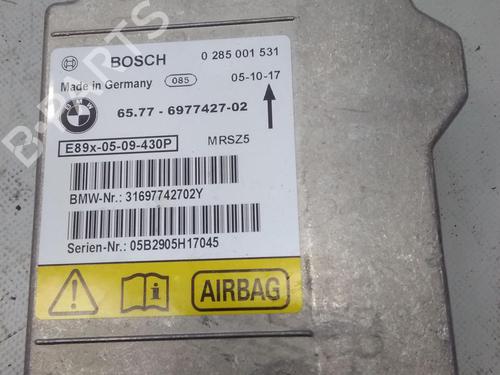 BOSCH 0 285 001 531
Made in Germany 085 05-10-17
BMW 65.77 - 6977427-02
E89x-05-09-430P MRSZ5
BMW-Nr.: 31697742702Y
Serien-Nr.: 05B2905H17045
AIRBAG
B-PARTS